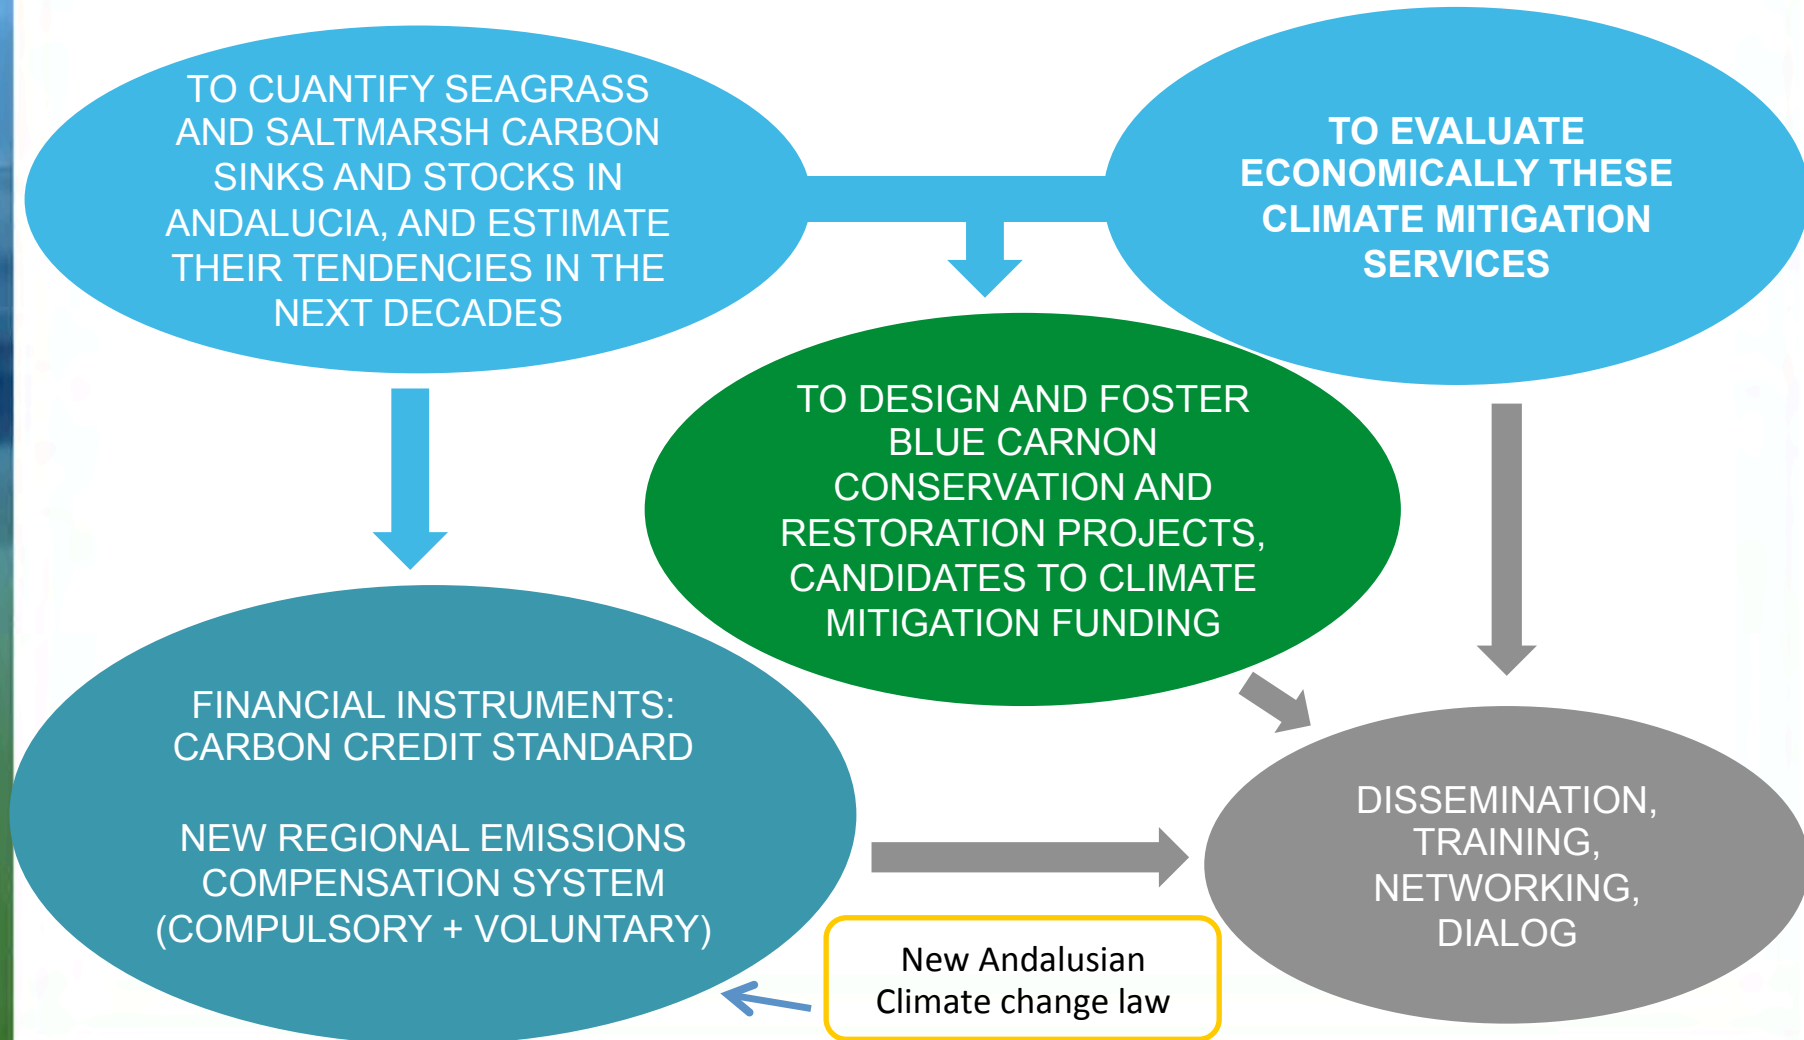 TO CUANTIFY SEAGRASS
AND SALTMARSH CARBON
SINKS AND STOCKS IN
ANDALUCIA, AND ESTIMATE
THEIR TENDENCIES IN THE
NEXT DECADES
TO EVALUATE
ECONOMICALLY THESE
CLIMATE MITIGATION
SERVICES
TO DESIGN AND FOSTER
BLUE CARNON
CONSERVATION AND
RESTORATION PROJECTS,
CANDIDATES TO CLIMATE
MITIGATION FUNDING
FINANCIAL INSTRUMENTS:
CARBON CREDIT STANDARD
NEW REGIONAL EMISSIONS
COMPENSATION SYSTEM
(COMPULSORY + VOLUNTARY)
DISSEMINATION,
TRAINING,
NETWORKING,
DIALOG
New Andalusian
Climate change law